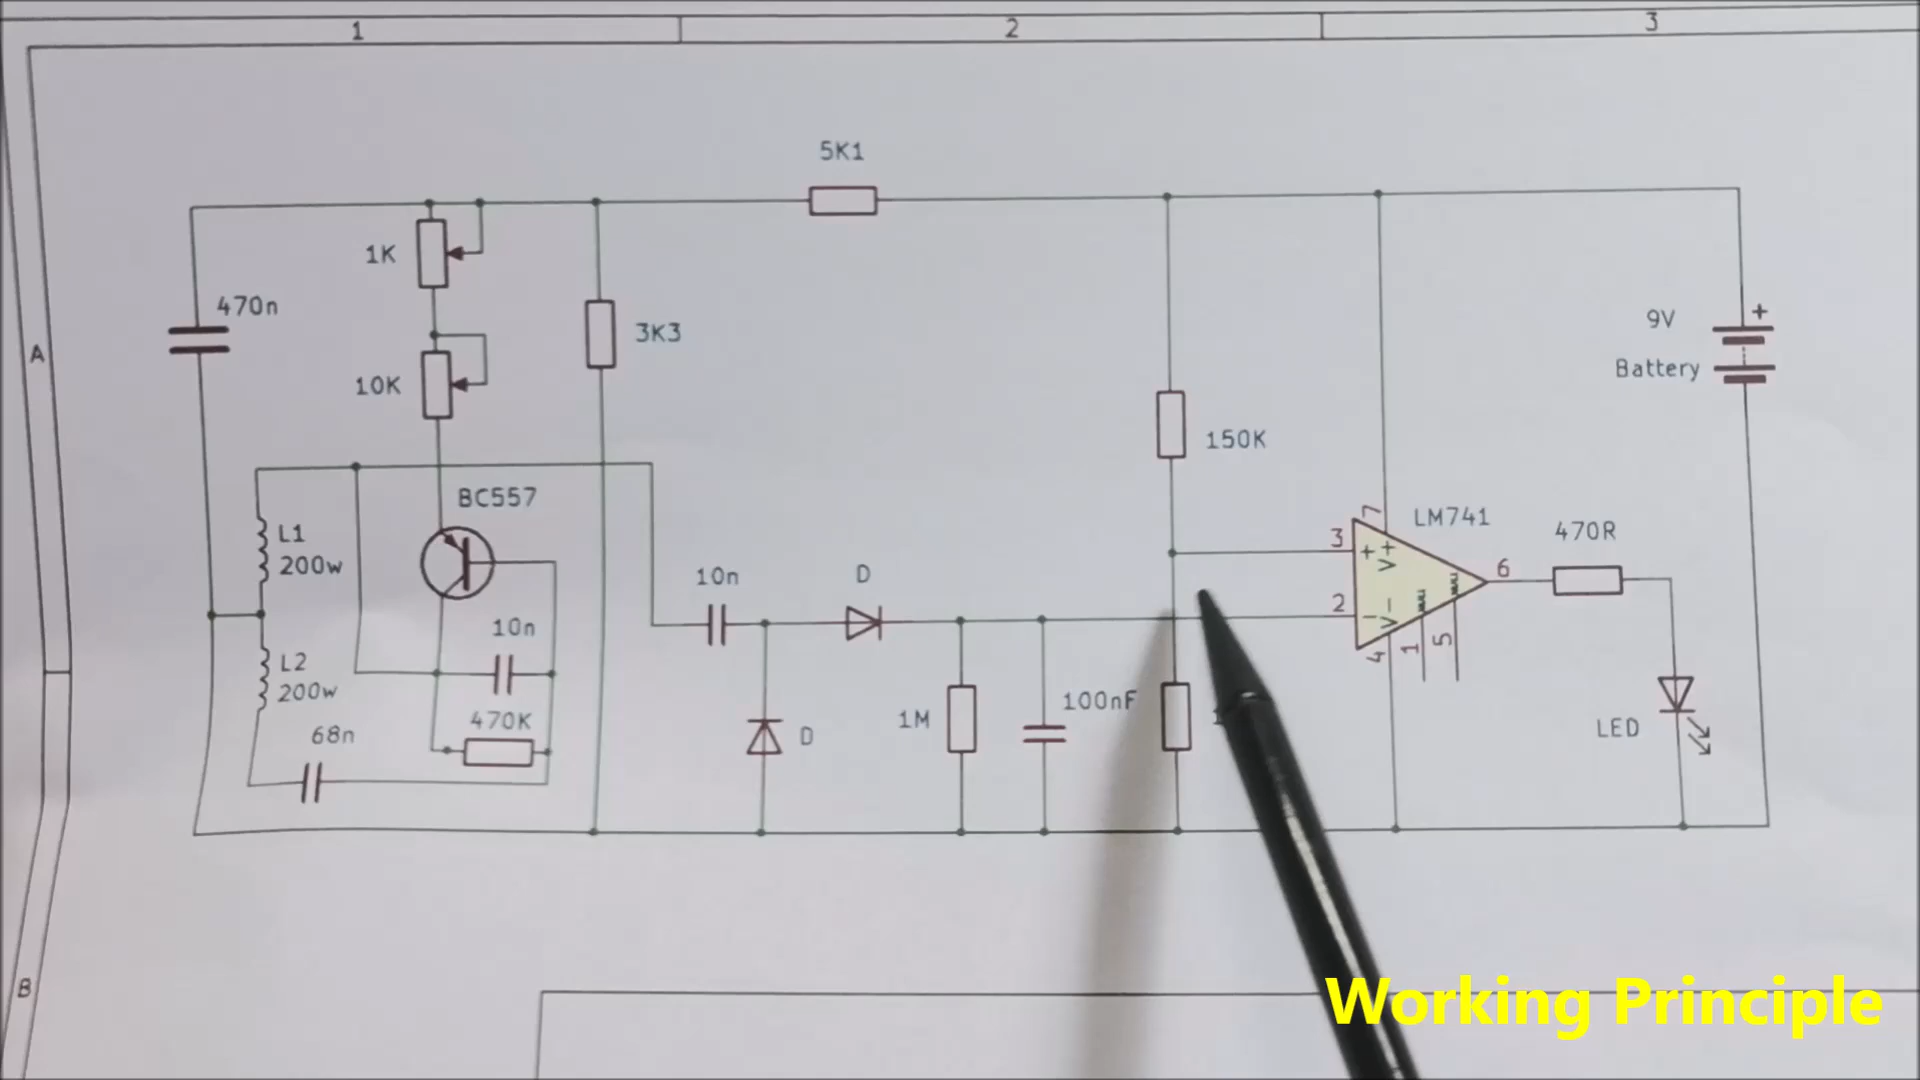 1
2
3
A
B
5K1
1K
470n
3K3
10K
9V
+
Battery
150K
BC557
L1
200w
LM741
7
3
+
V+
470R
6
10n
D
10n
2
-
V-
4
1
5
L2
200w
470K
1M
100nF
D
68n
LED
Working Principle